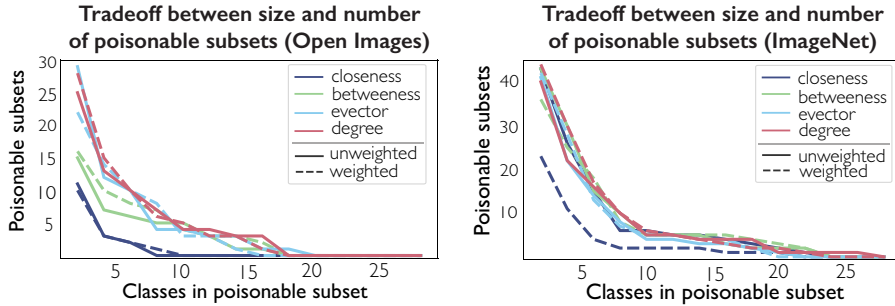 Tradeoff between size and number
of poisonable subsets (Open Images)
30
25
20
15
10
5
Poisonable subsets
closeness
betweeness
evector
degree
unweighted
weighted
5 10 15 20 25
Classes in poisonable subset
Tradeoff between size and number
of poisonable subsets (ImageNet)
40
30
20
10
Poisonable subsets
closeness
betweeness
evector
degree
unweighted
weighted
5 10 15 20 25
Classes in poisonable subset